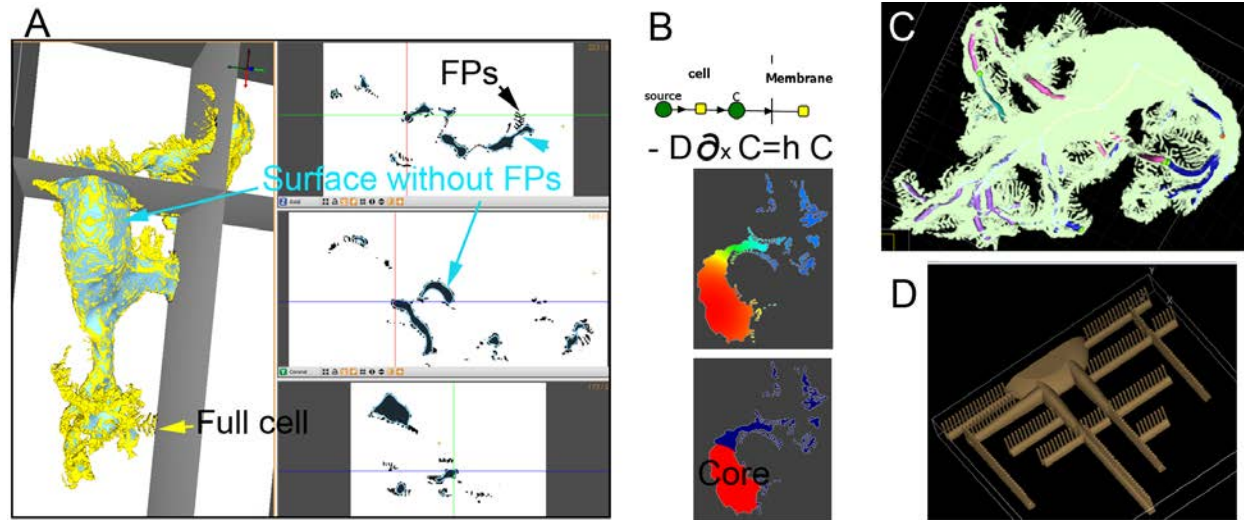 A
FPs
Surface without FPs
Full cell
B
cell
Membrane
source
C
- D ∂x C=h C
Core
C
D